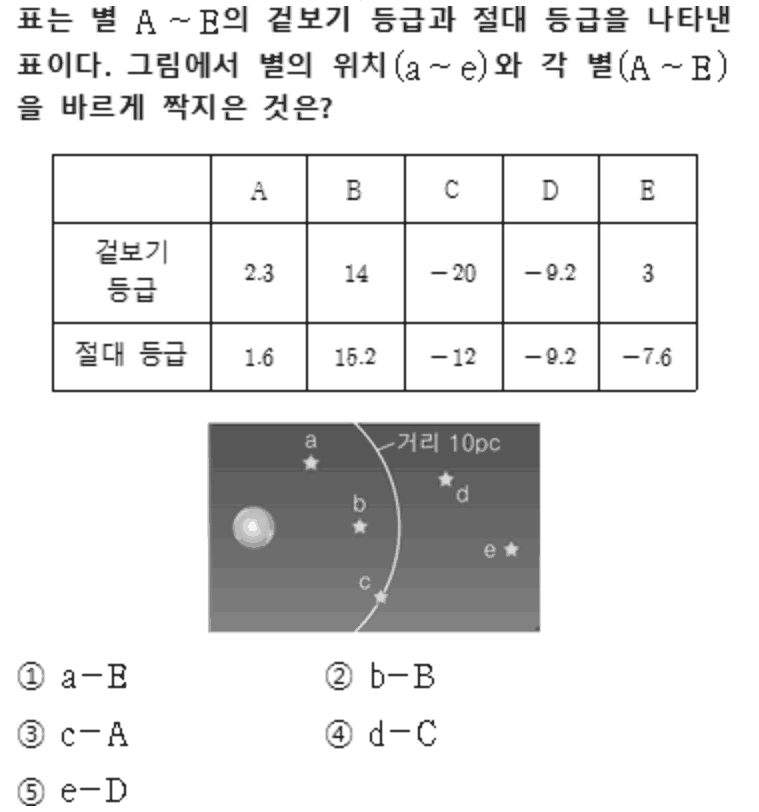 표는 별 A ~ E의 겉보기 등급과 절대 등급을 나타낸
표이다. 그림에서 별의 위치(a ~ e)와 각 별(A ~ E)
을 바르게 짝지은 것은?
A B C D E
겉보기
등급 2.3 14 -20 -9.2 3
절대 등급 1.6 15.2 -12 -9.2 -7.6
a
거리 10pc
d
b
e
c
① a-E
② b-B
③ c-A
④ d-C
⑤ e-D